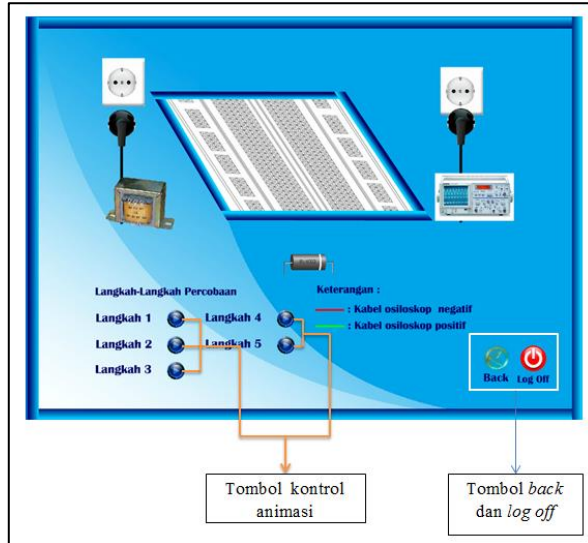 Langkah-Langkah Percobaan
Langkah 1
Langkah 2
Langkah 3
Langkah 4
Langkah 5
Keterangan :
: Kabel osiloskop negatif
: Kabel osiloskop positif
Back
Log Off
Tombol kontrol
animasi
Tombol back
dan log off